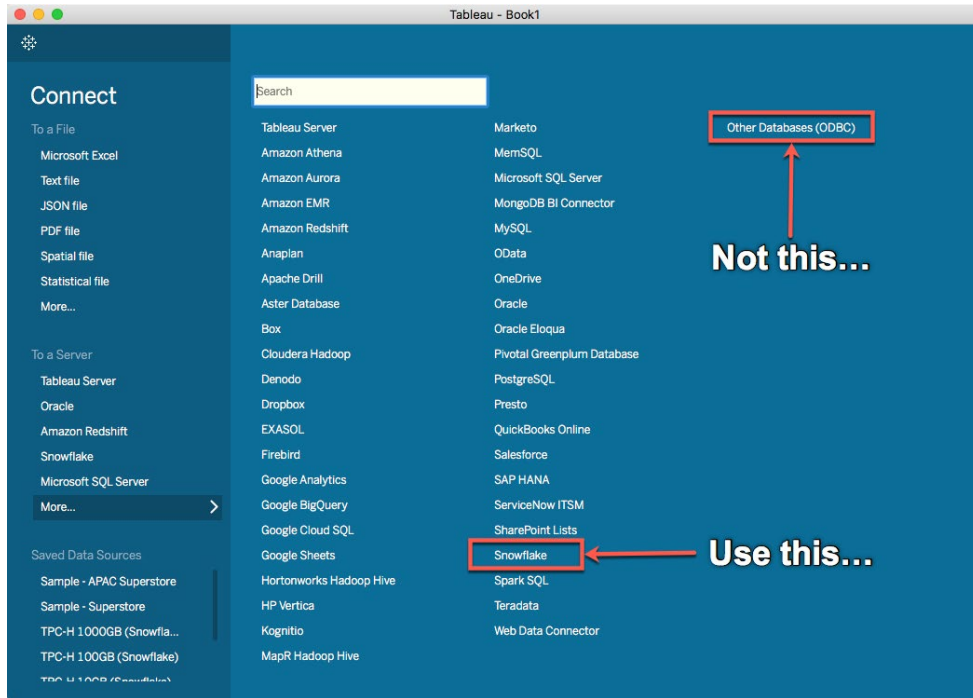 Tableau - Book1
Connect
To a File
Microsoft Excel
Text file
JSON file
PDF file
Spatial file
Statistical file
More...
To a Server
Tableau Server
Oracle
Amazon Redshift
Snowflake
Microsoft SQL Server
More...
Saved Data Sources
Sample - APAC Superstore
Sample - Superstore
TPC-H 1000GB (Snowfla...
TPC-H 100GB (Snowflake)
TPC-H 10GB (Snowflake)
Search
Tableau Server
Amazon Athena
Amazon Aurora
Amazon EMR
Amazon Redshift
Anaplan
Apache Drill
Aster Database
Box
Cloudera Hadoop
Denodo
Dropbox
EXASOL
Firebird
Google Analytics
Google BigQuery
Google Cloud SQL
Google Sheets
Hortonworks Hadoop Hive
HP Vertica
Kognitio
MapR Hadoop Hive
Marketo
MemSQL
Microsoft SQL Server
MongoDB BI Connector
MySQL
OData
OneDrive
Oracle
Oracle Eloqua
Pivotal Greenplum Database
PostgreSQL
Presto
QuickBooks Online
Salesforce
SAP HANA
ServiceNow ITSM
SharePoint Lists
Snowflake
Spark SQL
Teradata
Web Data Connector
Other Databases (ODBC)
Not this...
Use this...